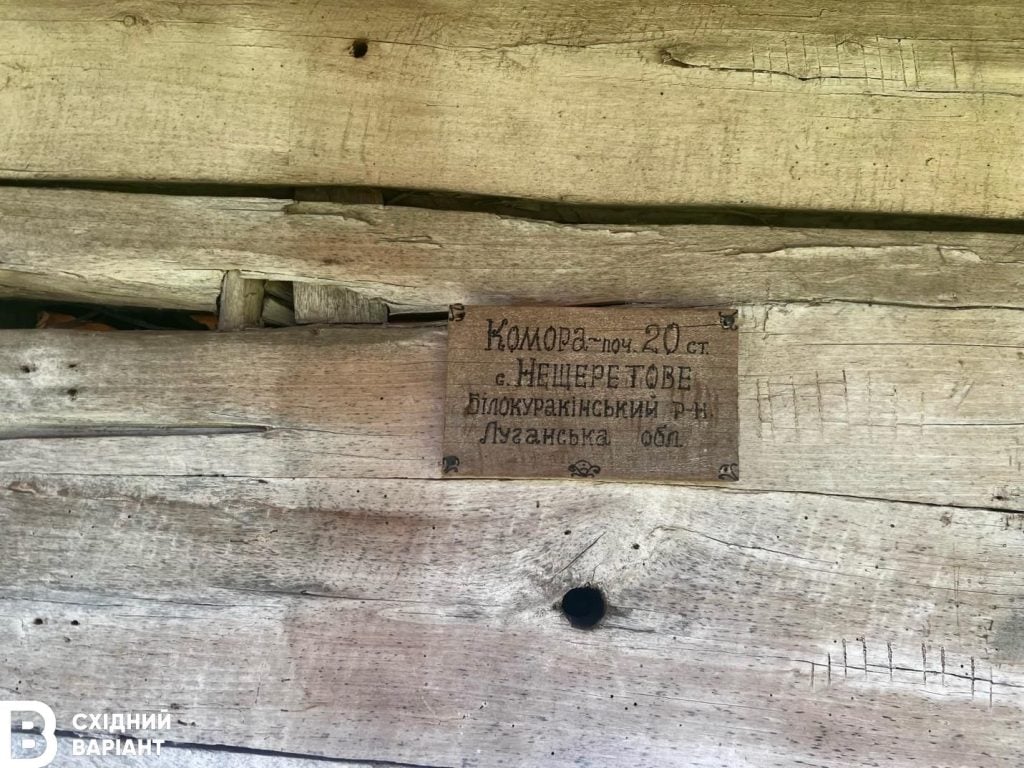 Комора-поч. 20 ст.
с. Нещеретове
Білокуракінський р-н.
Луганська обл.
СХІДНИЙ
ВАРІАНТ